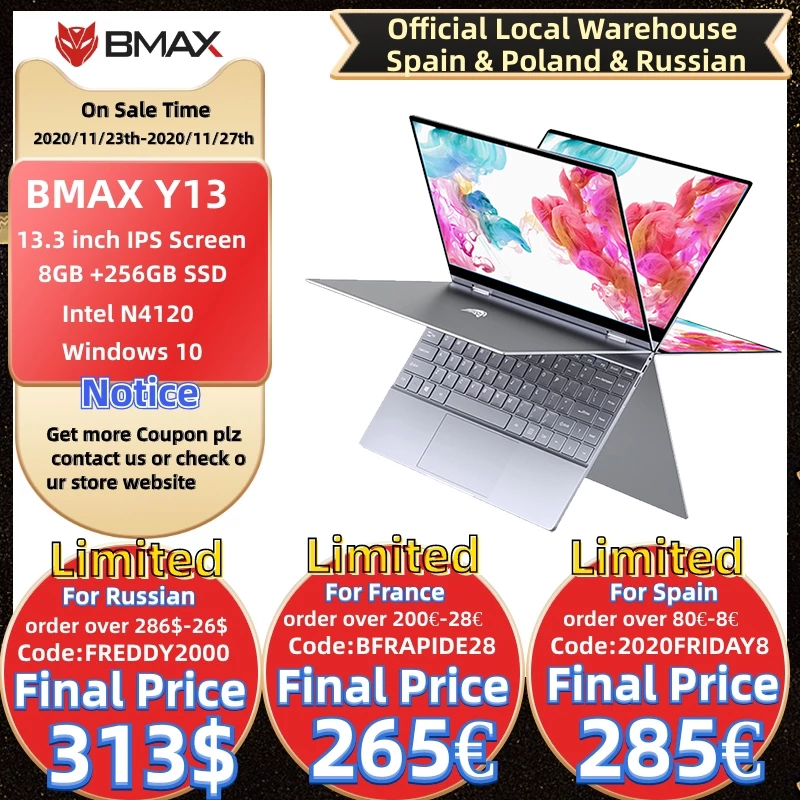 BMAX
Official Local Warehouse
Spain & Poland & Russian
On Sale Time
2020/11/23th-2020/11/27th
BMAX Y13
13.3 inch IPS Screen
8GB +256GB SSD
Intel N4120
Windows 10
Notice
Get more Coupon plz
contact us or check o
ur store website
Limited
For Russian
order over 286$-26$
Code:FREDDY2000
Final Price
313$
Limited
For France
order over 200€-28€
Code:BFRAPIDE28
Final Price
265€
Limited
For Spain
order over 80€-8€
Code:2020FRIDAY8
Final Price
285€